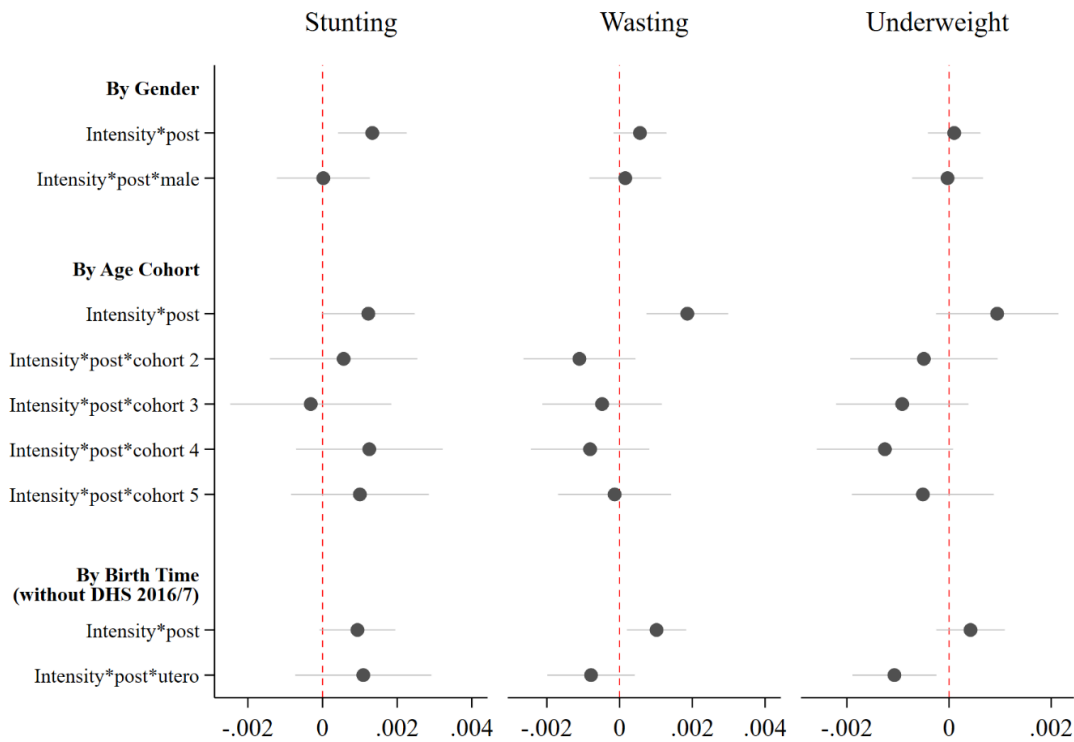 Stunting Wasting Underweight
By Gender
Intensity*post
Intensity*post*male
By Age Cohort
Intensity*post
Intensity*post*cohort 2
Intensity*post*cohort 3
Intensity*post*cohort 4
Intensity*post*cohort 5
By Birth Time
(without DHS 2016/7)
Intensity*post
Intensity*post*utero
-.002 0 .002 .004 -.002 0 .002 .004 -.002 0 .002